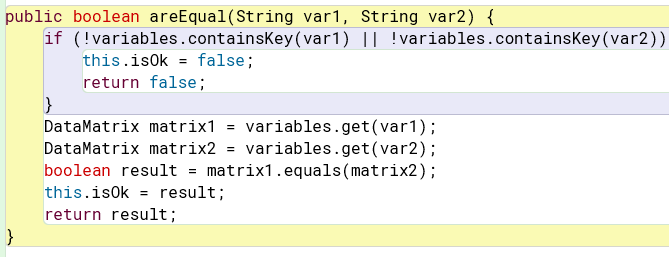 public boolean areEqual(String var1, String var2) {
if (!variables.containsKey(var1) || !variables.containsKey(var2))
this.isOk = false;
return false;
}
DataMatrix matrix1 = variables.get(var1);
DataMatrix matrix2 = variables.get(var2);
boolean result = matrix1.equals(matrix2);
this.isOk = result;
return result;
}